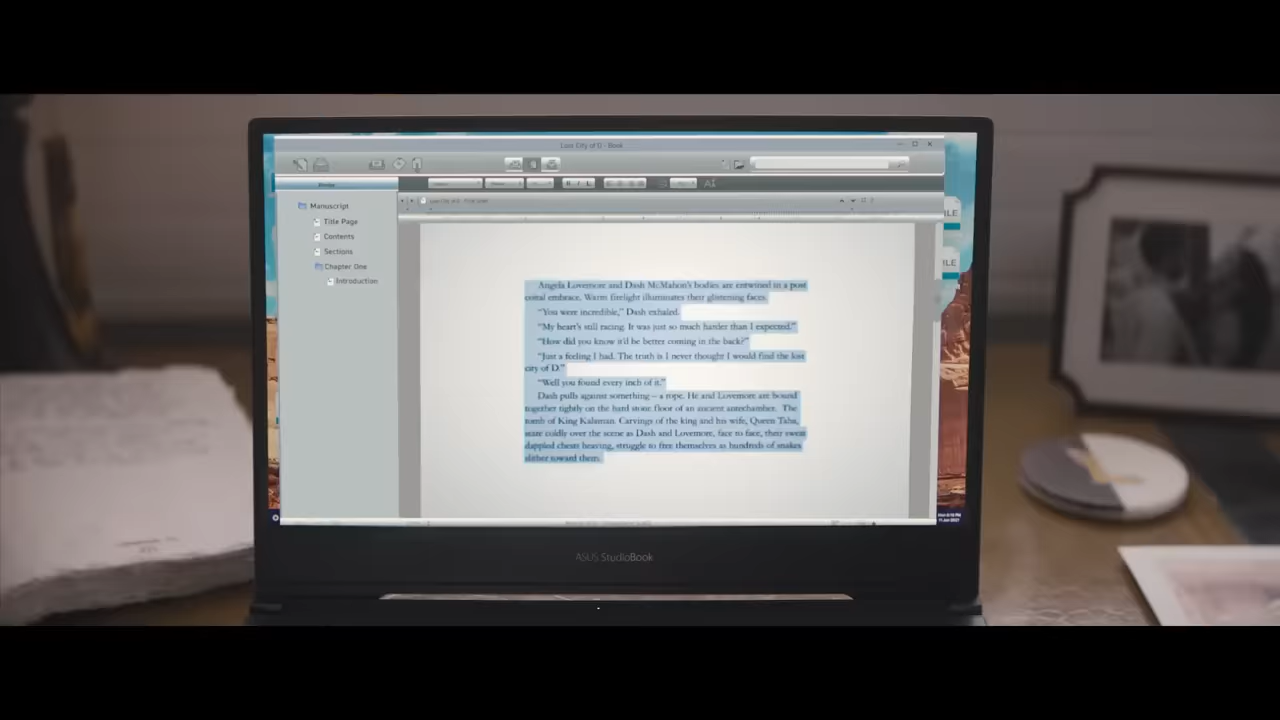 Lost City of D - Book
Manuscript
Title Page
Contents
Sections
Chapter One
Introduction
BLE
BLE
Angela Lovemore and Dash McMahon's bodies are entwined in a post
coital embrace. Warm firelight illuminates their glistening faces.
"You were incredible," Dash exhaled.
"My heart's still racing. It was just so much harder than I expected."
"How did you know it'll be better coming in the back?"
"Just a feeling I had. The truth is I never thought I would find the lost
city of D."
"Well you found every inch of it."
Dash pulls against something – a rope. He and Lovemore are bound
together tightly on the hard stone floor of an ancient antechamber. The
tomb of King Kalaman. Carvings of the king and his wife, Queen Taha,
stare coldly over the scene as Dash and Lovemore, face to face, their sweat
dappled chests heaving, struggle to free themselves as hundreds of snakes
slither toward them.
ASUS StudioBook